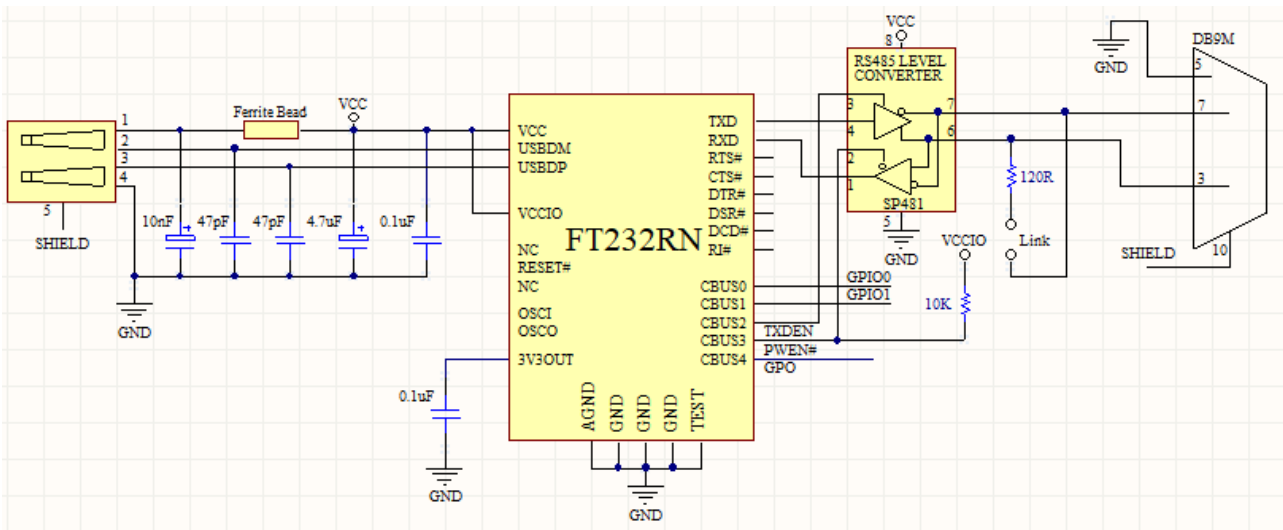 VCC
8
RS485 LEVEL
CONVERTER
3
4
2
1
7
6
SP481
5
GND
GND
DB9M
5
7
3
10
SHIELD
Ferrite Bead
VCC
1
2
3
4
5
SHIELD
10nF
47pF
47pF
4.7uF
0.1uF
GND
VCC
USBDM
USBDP
VCCIO
NC
RESET#
NC
OSCI
OSCO
3V3OUT
FT232RN
TXD
RXD
RTS#
CTS#
DTR#
DSR#
DCD#
RI#
CBUS0
CBUS1
CBUS2
CBUS3
CBUS4
AGND
GND
GND
GND
TEST
GND
0.1uF
GND
GPIO0
GPIO1
TXDEN
PWEN#
GPO
VCCIO
10K
120R
Link